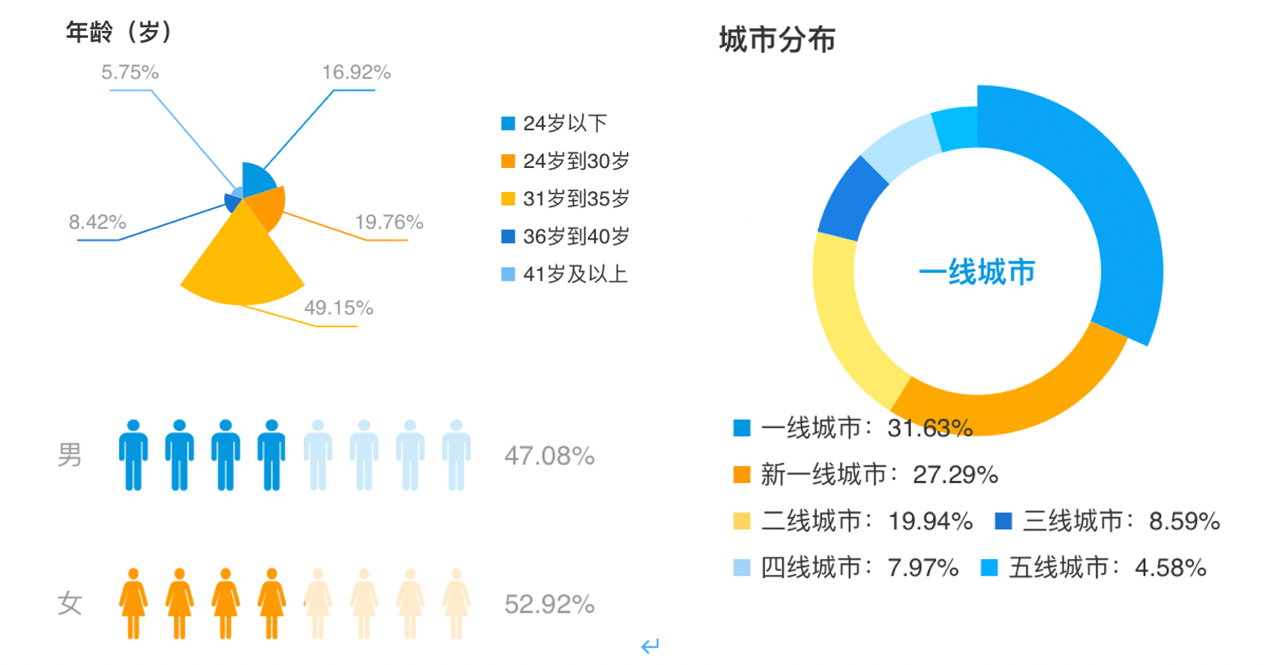 年龄（岁）
5.75%
16.92%
8.42%
19.76%
49.15%
24岁以下
24岁到30岁
31岁到35岁
36岁到40岁
41岁及以上
男
47.08%
女
52.92%
城市分布
一线城市
一线城市：31.63%
新一线城市：27.29%
二线城市：19.94% 三线城市：8.59%
四线城市：7.97% 五线城市：4.58%